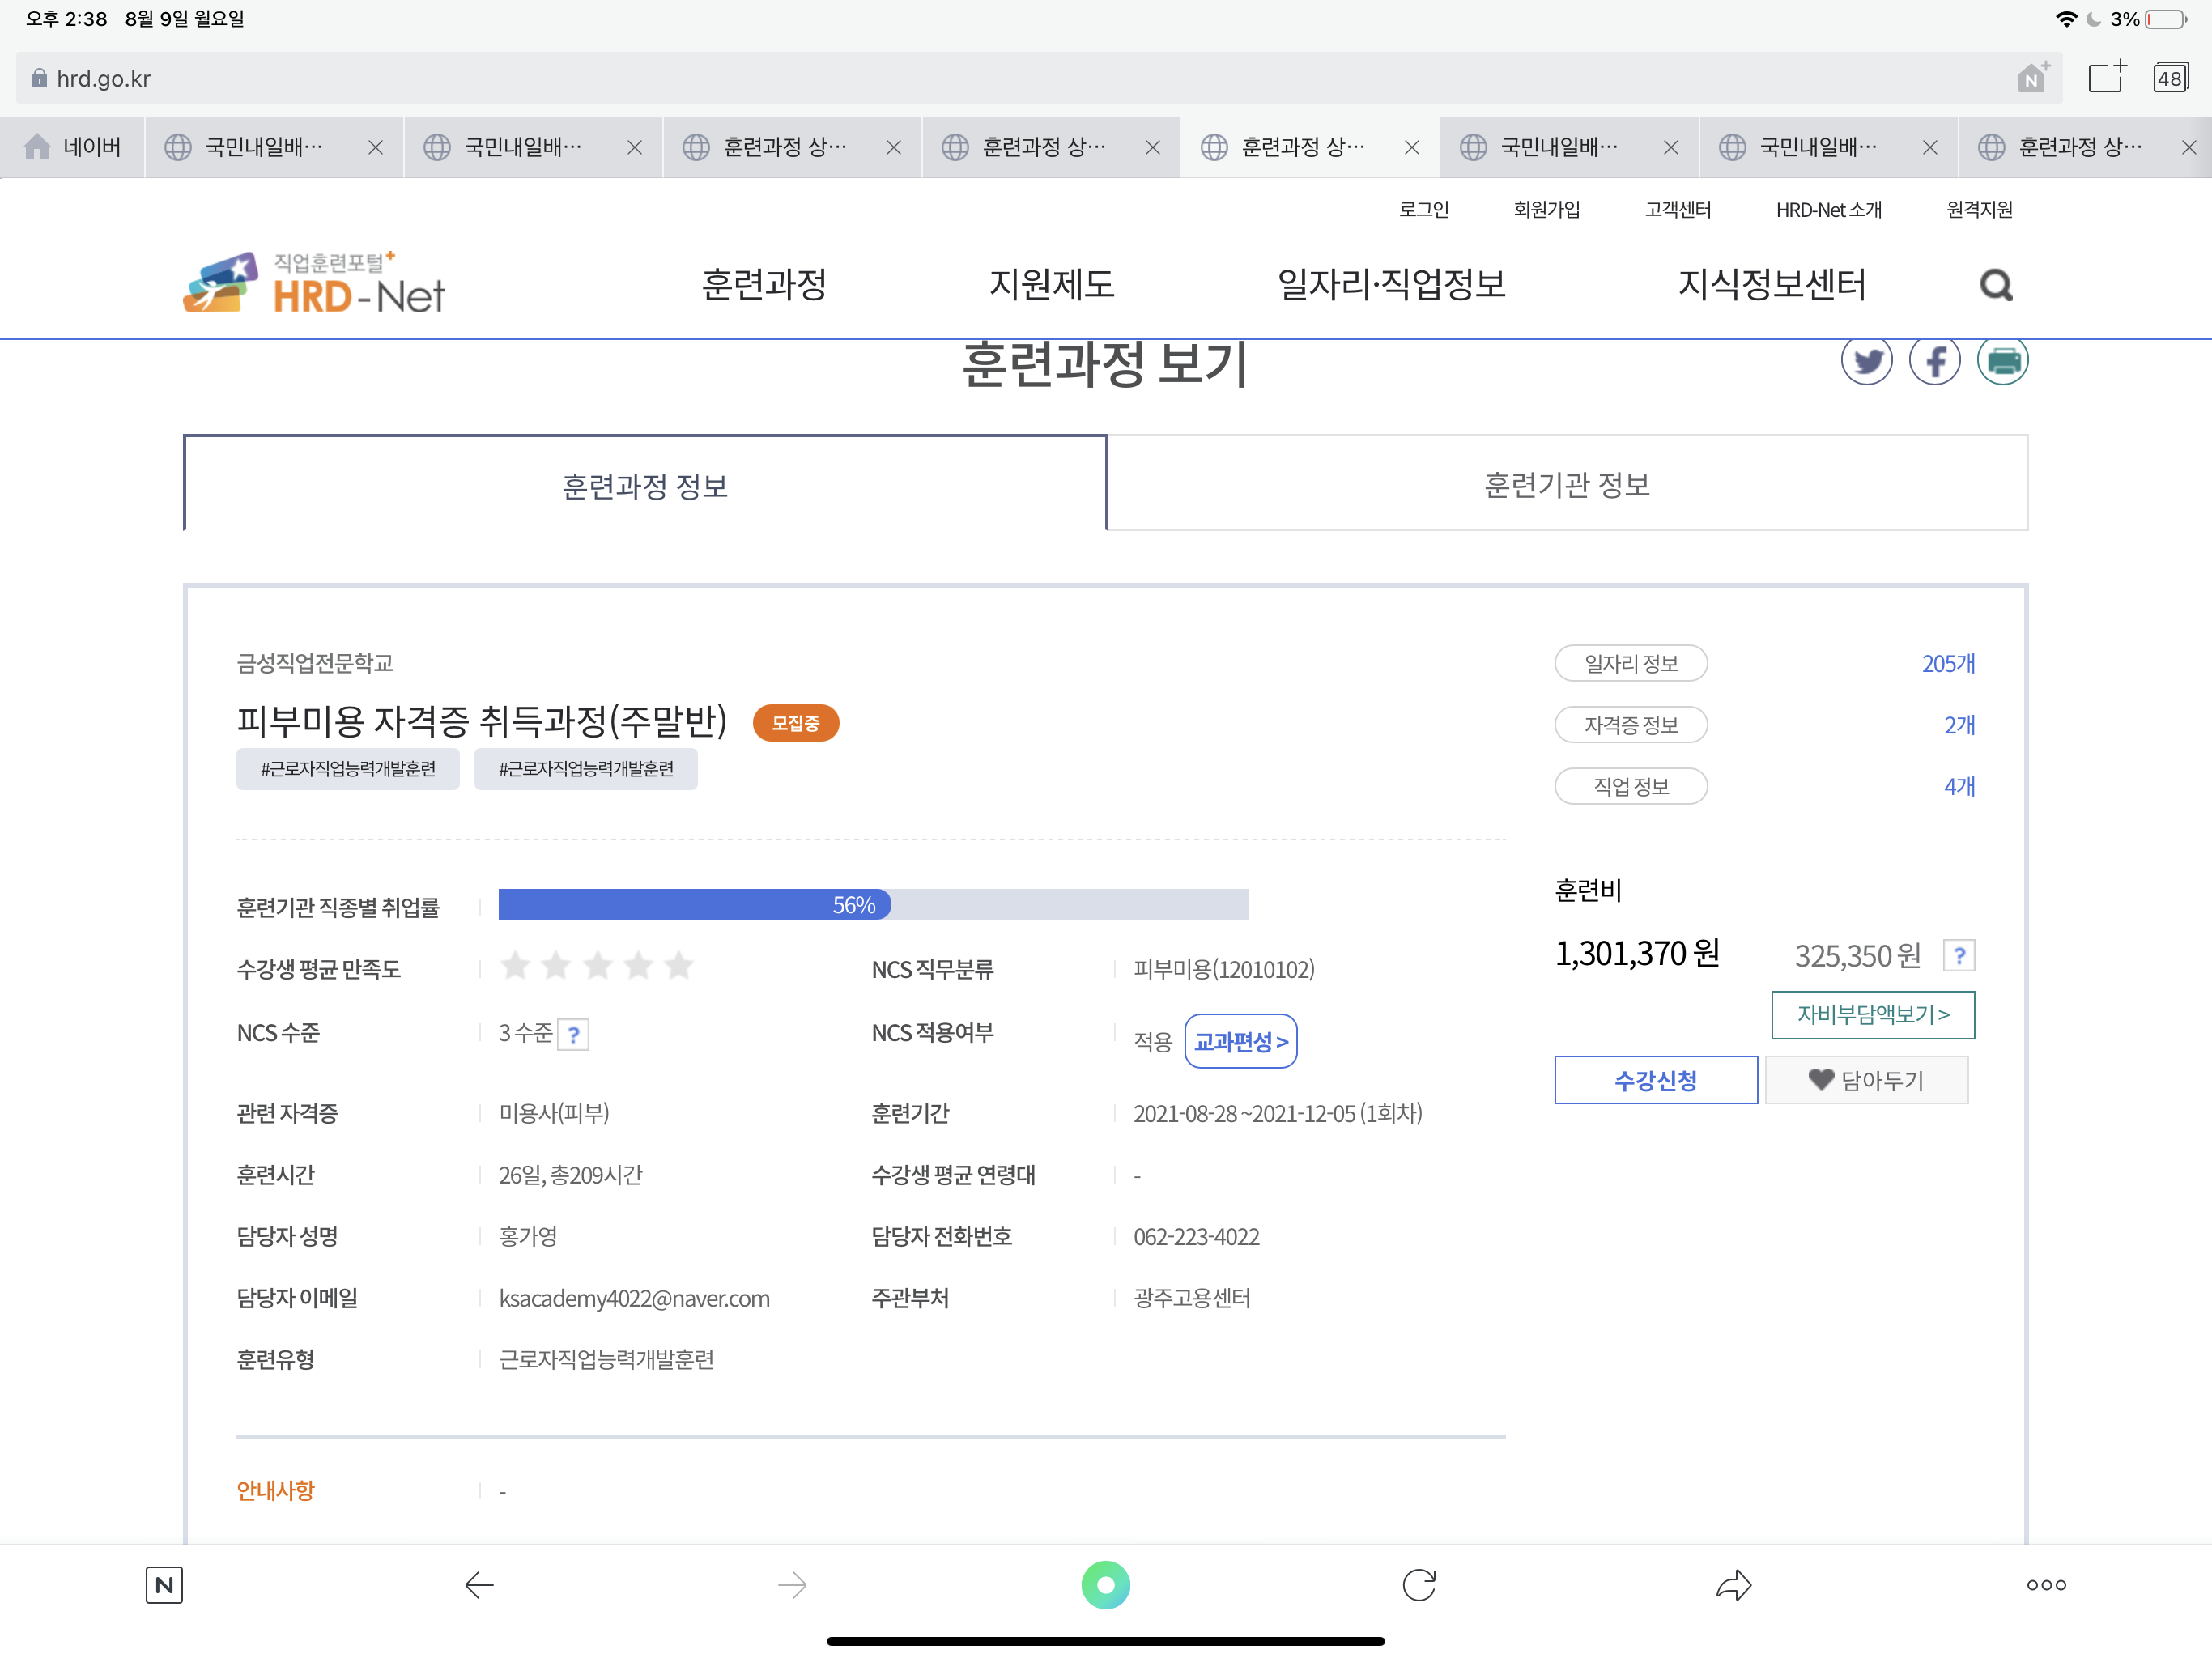 오후 2:38 8월 9일 월요일
3%
hrd.go.kr
N
48
네이버
국민내일배…
국민내일배…
훈련과정 상…
훈련과정 상…
훈련과정 상…
국민내일배…
국민내일배…
훈련과정 상…
로그인 회원가입 고객센터 HRD-Net 소개 원격지원
직업훈련포털+
HRD-Net
훈련과정 지원제도 일자리·직업정보 지식정보센터
훈련과정 보기
훈련과정 정보 훈련기관 정보
금성직업전문학교
피부미용 자격증 취득과정(주말반) 모집중
#근로자직업능력개발훈련 #근로자직업능력개발훈련
일자리 정보 205개
자격증 정보 2개
직업 정보 4개
훈련기관 직종별 취업률 56%
수강생 평균 만족도 NCS 직무분류 피부미용(12010102)
NCS 수준 3 수준 ? NCS 적용여부 적용 교과편성 >
관련 자격증 미용사(피부) 훈련기간 2021-08-28 ~2021-12-05 (1회차)
훈련시간 26일, 총209시간 수강생 평균 연령대 -
담당자 성명 홍가영 담당자 전화번호 062-223-4022
담당자 이메일 ksacademy4022@naver.com 주관부처 광주고용센터
훈련유형 근로자직업능력개발훈련
훈련비
1,301,370 원 325,350 원 ?
자비부담액보기 >
수강신청 담아두기
안내사항 -
N